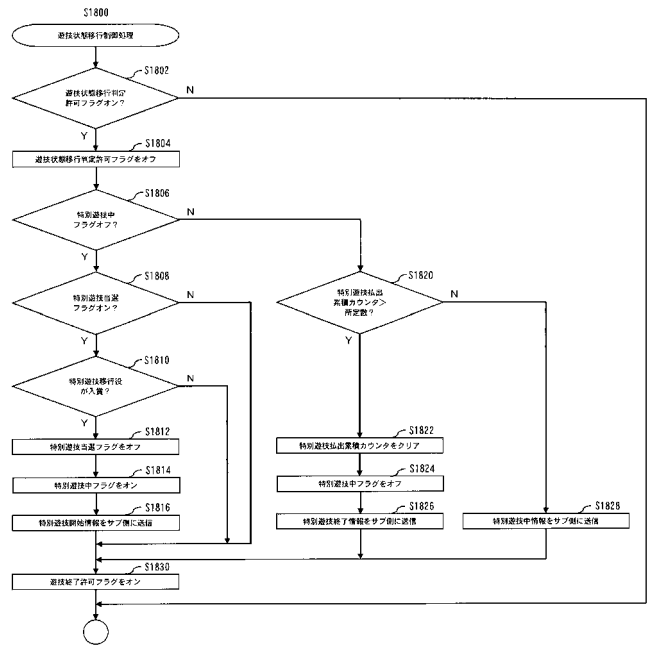 S1800
遊技状態移行制御処理
S1802
遊技状態移行判定
許可フラグオン?
N
Y
S1804
遊技状態移行判定許可フラグをオフ
S1806
特別遊技中
フラグオフ?
N
Y
S1808
特別遊技当選
フラグオン?
N
Y
S1820
特別遊技払出
累積カウンタ>
所定数?
N
Y
S1810
特別遊技移行役
が入賞?
N
Y
S1812
特別遊技当選フラグをオフ
S1822
特別遊技払出累積カウンタをクリア
S1814
特別遊技中フラグをオン
S1824
特別遊技中フラグをオフ
S1816
特別遊技開始情報をサブ側に送信
S1826
特別遊技終了情報をサブ側に送信
S1828
特別遊技中情報をサブ側に送信
S1830
遊技終了許可フラグをオン